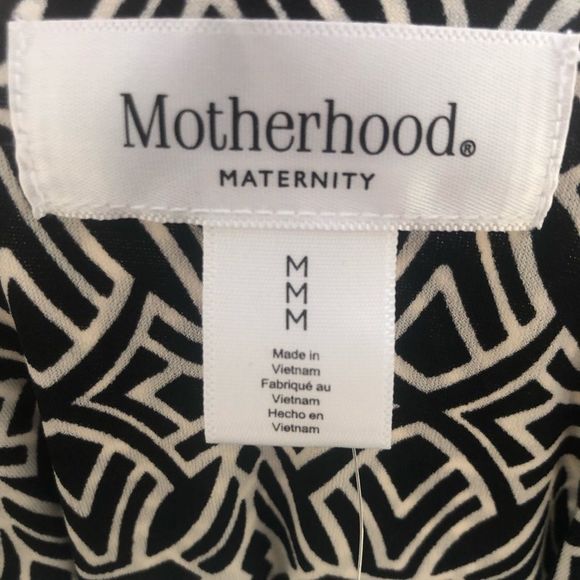 Motherhood®
MATERNITY
M
M
M
Made in
Vietnam
Fabriqué au
Vietnam
Hecho en
Vietnam